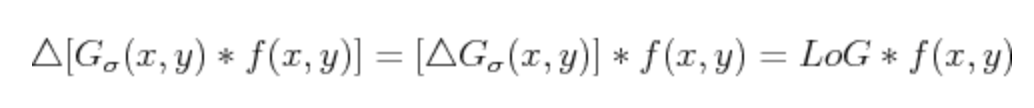 △[G_σ(x, y) ∗ f(x, y)] = [△G_σ(x, y)] ∗ f(x, y) = LoG ∗ f(x, y)